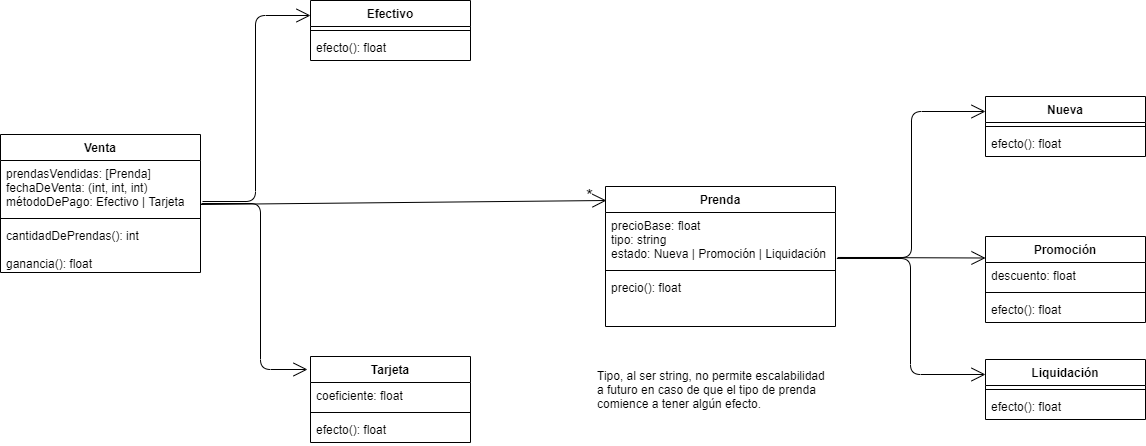 Efectivo
efecto(): float
Venta
prendasVendidas: [Prenda]
fechaDeVenta: (int, int, int)
métodoDePago: Efectivo | Tarjeta
cantidadDePrendas(): int
ganancia(): float
*
Prenda
precioBase: float
tipo: string
estado: Nueva | Promoción | Liquidación
precio(): float
Nueva
efecto(): float
Promoción
descuento: float
efecto(): float
Tarjeta
coeficiente: float
efecto(): float
Tipo, al ser string, no permite escalabilidad
a futuro en caso de que el tipo de prenda
comience a tener algún efecto.
Liquidación
efecto(): float